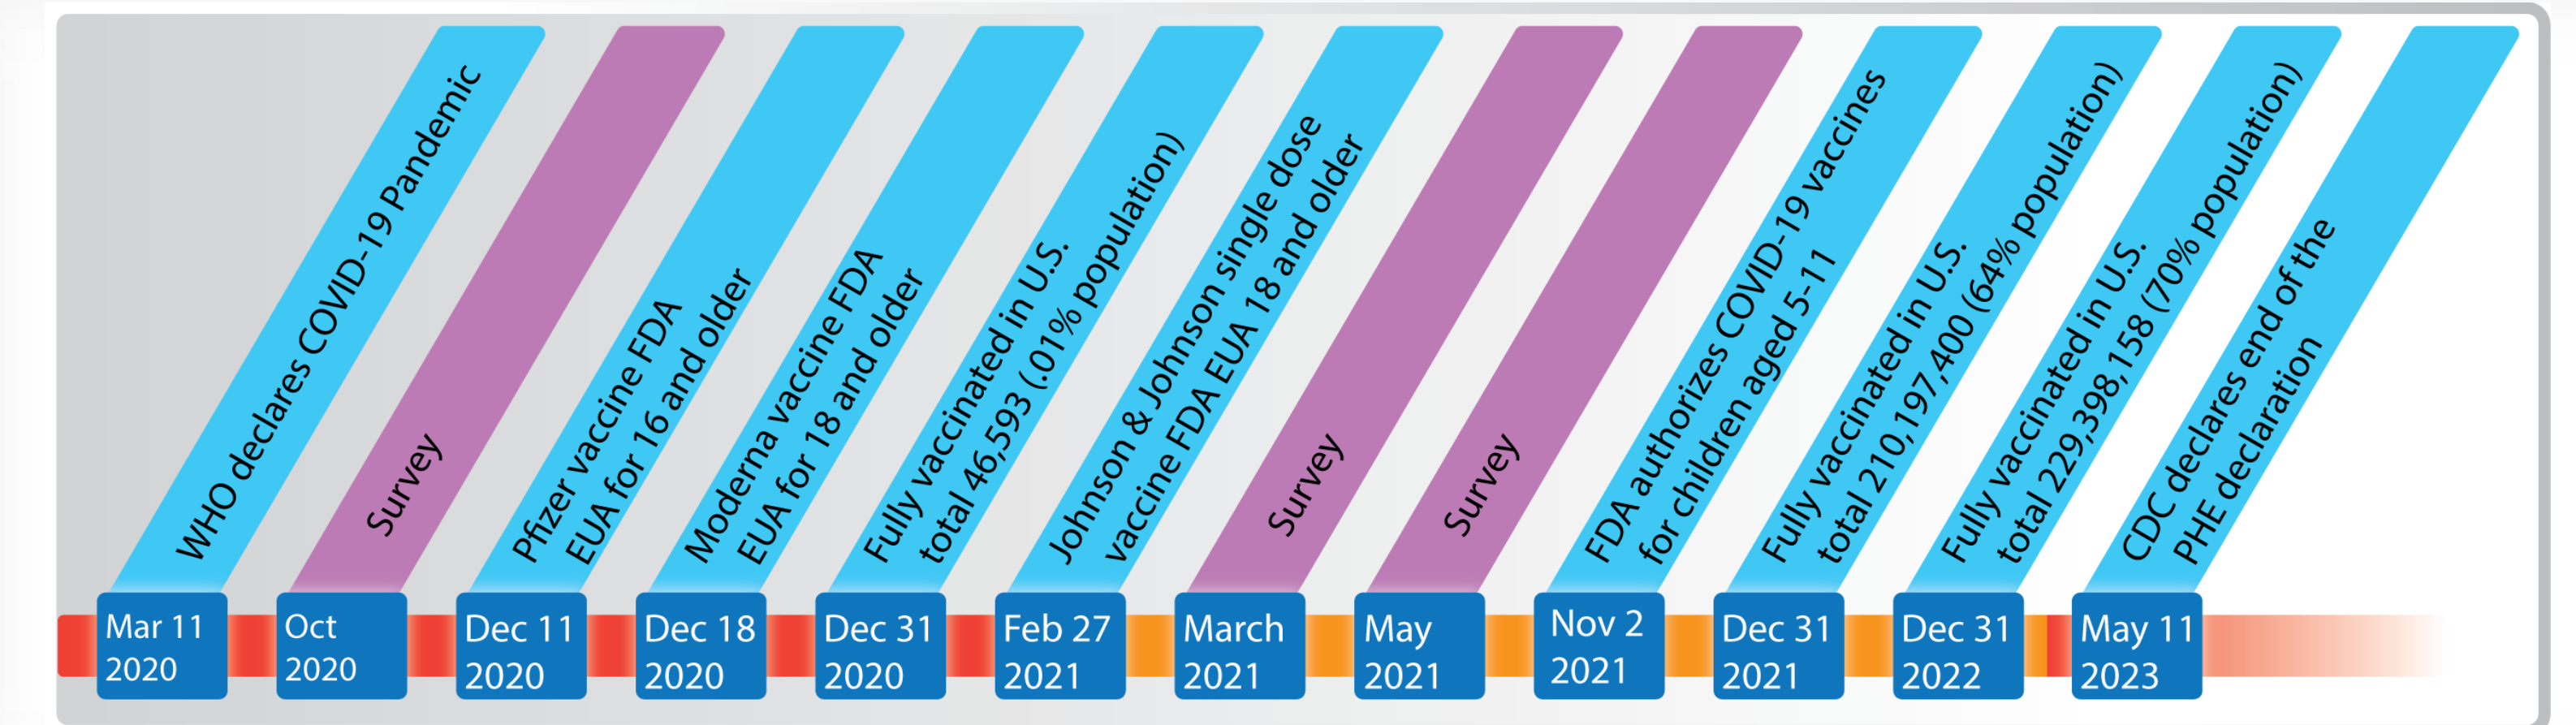 WHO declares COVID-19 Pandemic
Survey
Pfizer vaccine FDA
EUA for 16 and older
Moderna vaccine FDA
EUA for 18 and older
Fully vaccinated in U.S.
total 46,593 (.01% population)
Johnson & Johnson single dose
vaccine FDA EUA 18 and older
Survey
Survey
FDA authorizes COVID-19 vaccines
for children aged 5-11
Fully vaccinated in U.S.
total 210,197,400 (64% population)
Fully vaccinated in U.S.
total 229,398,158 (70% population)
CDC declares end of the
PHE declaration
Mar 11
2020
Oct
2020
Dec 11
2020
Dec 18
2020
Dec 31
2020
Feb 27
2021
March
2021
May
2021
Nov 2
2021
Dec 31
2021
Dec 31
2022
May 11
2023